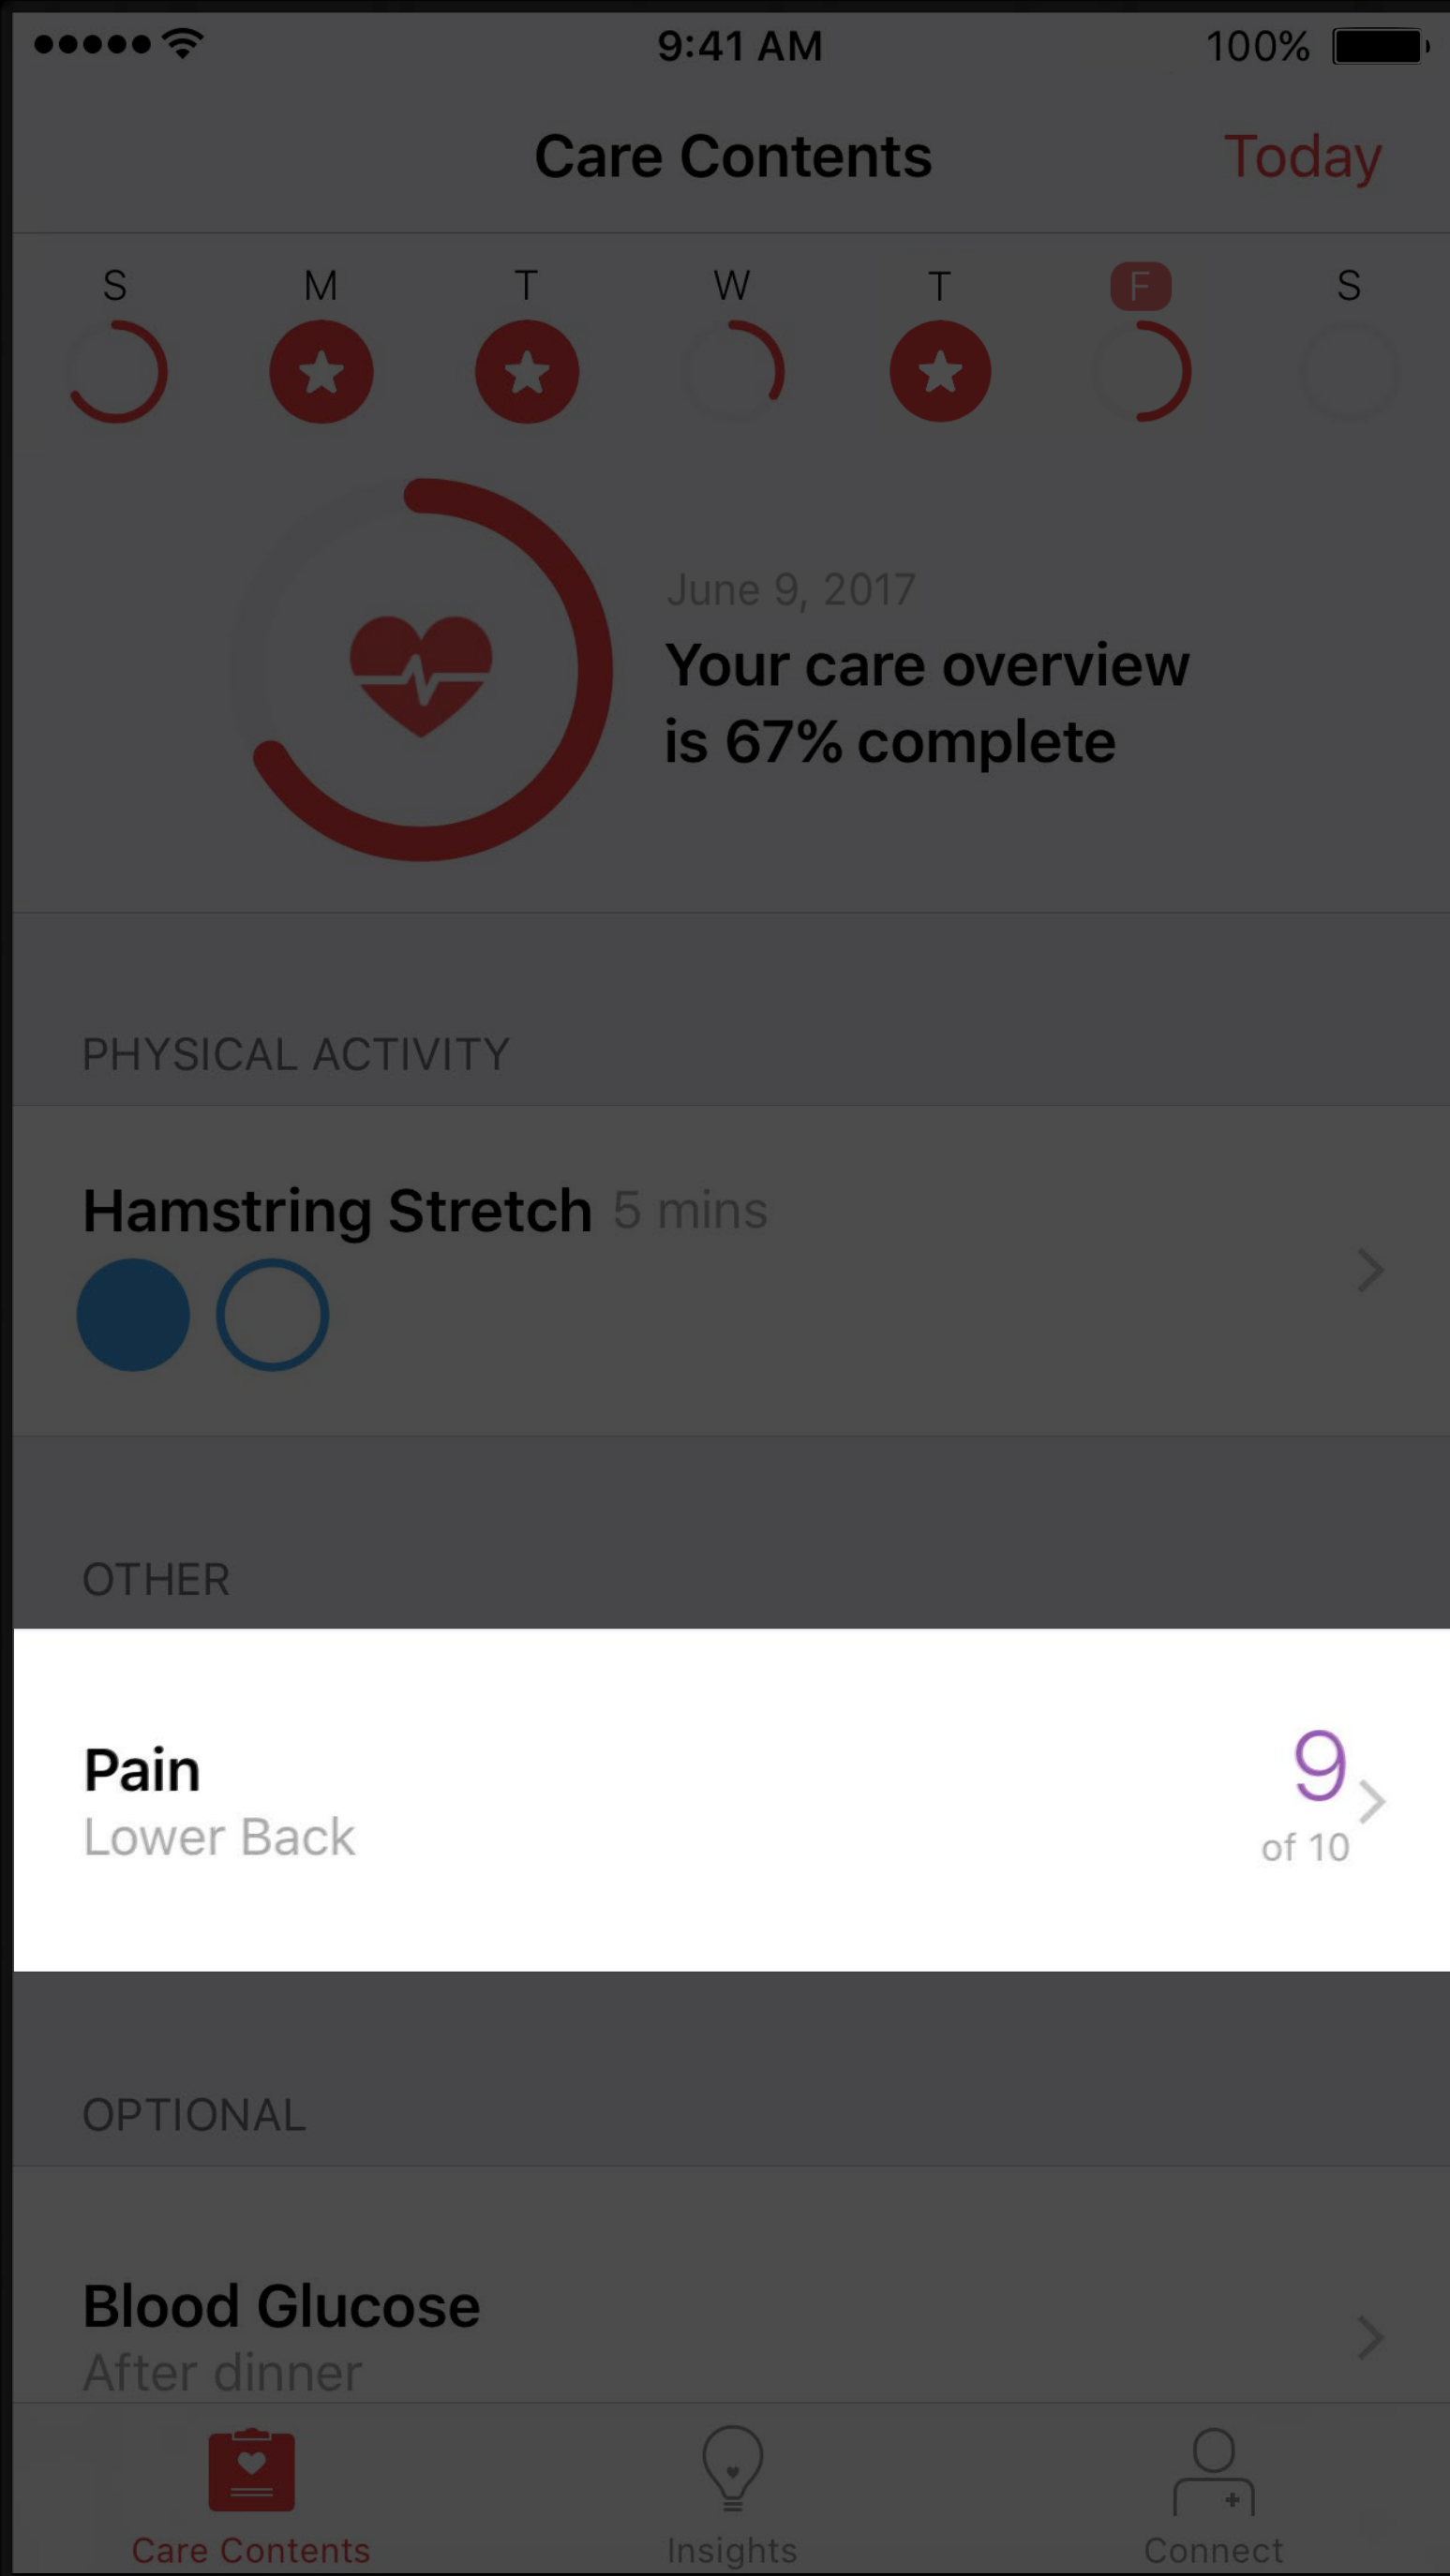 9:41 AM
100%
Care Contents
Today
S M T W T F S
June 9, 2017
Your care overview
is 67% complete
PHYSICAL ACTIVITY
Hamstring Stretch 5 mins
OTHER
Pain
Lower Back
9
of 10
OPTIONAL
Blood Glucose
After dinner
Care Contents
Insights
Connect